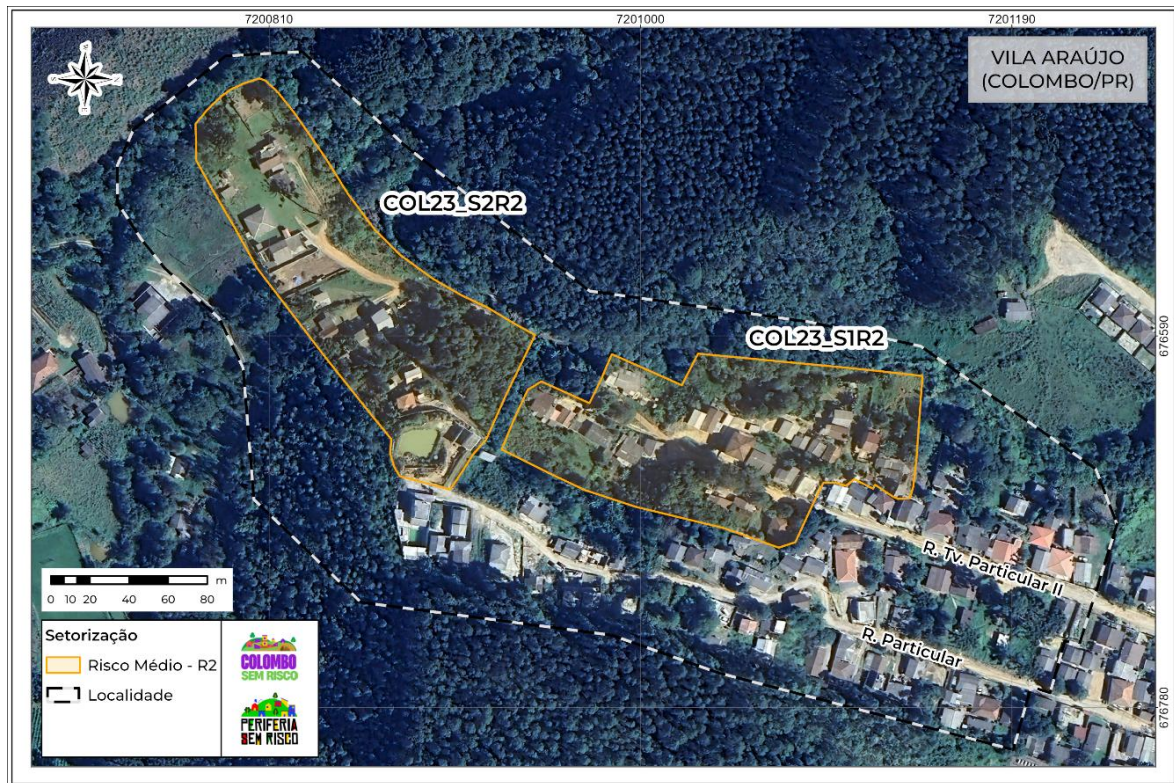 7200810
7201000
7201190
VILA ARAÚJO
(COLOMBO/PR)
COL23_S2R2
COL23_S1R2
676590
R. Tv. Particular II
R. Particular
676780
m
0 10 20 40 60 80
Setorização
Risco Médio - R2
Localidade
COLOMBO
SEM RISCO
PERIFERIA
SEM RISCO